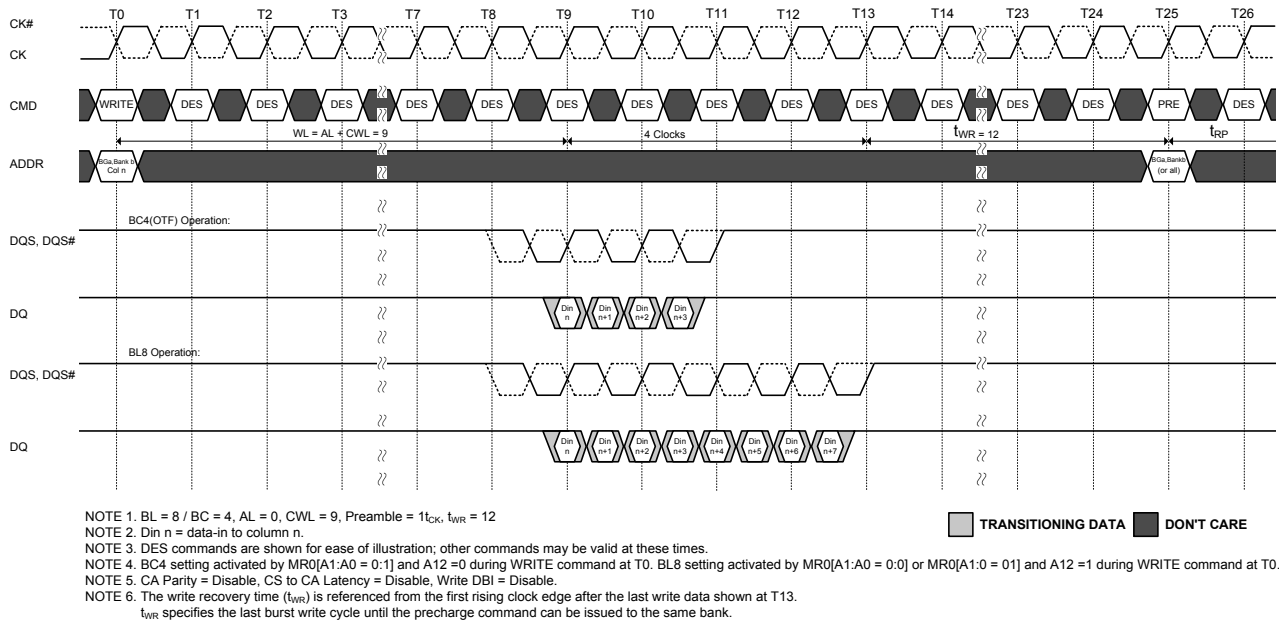 T0 T1 T2 T3 T7 T8 T9 T10 T11 T12 T13 T14 T23 T24 T25 T26
CK#
CK
CMD WRITE DES DES DES DES DES DES DES DES DES DES DES DES DES PRE DES
WL = AL + CWL = 9 4 Clocks tWR = 12 tRP
ADDR BGa,Bank b BGa,Bankb
Col n (or all)
BC4(OTF) Operation:
DQS, DQS#
DQ Din Din Din Din
n n+1 n+2 n+3
BL8 Operation:
DQS, DQS#
DQ Din Din Din Din Din Din Din Din
n n+1 n+2 n+3 n+4 n+5 n+6 n+7
NOTE 1. BL = 8 / BC = 4, AL = 0, CWL = 9, Preamble = 1tCK, tWR = 12
TRANSITIONING DATA DON'T CARE
NOTE 2. Din n = data-in to column n.
NOTE 3. DES commands are shown for ease of illustration; other commands may be valid at these times.
NOTE 4. BC4 setting activated by MR0[A1:A0 = 0:1] and A12 =0 during WRITE command at T0. BL8 setting activated by MR0[A1:A0 = 0:0] or MR0[A1:0 = 01] and A12 =1 during WRITE command at T0.
NOTE 5. CA Parity = Disable, CS to CA Latency = Disable, Write DBI = Disable.
NOTE 6. The write recovery time (tWR) is referenced from the first rising clock edge after the last write data shown at T13.
tWR specifies the last burst write cycle until the precharge command can be issued to the same bank.